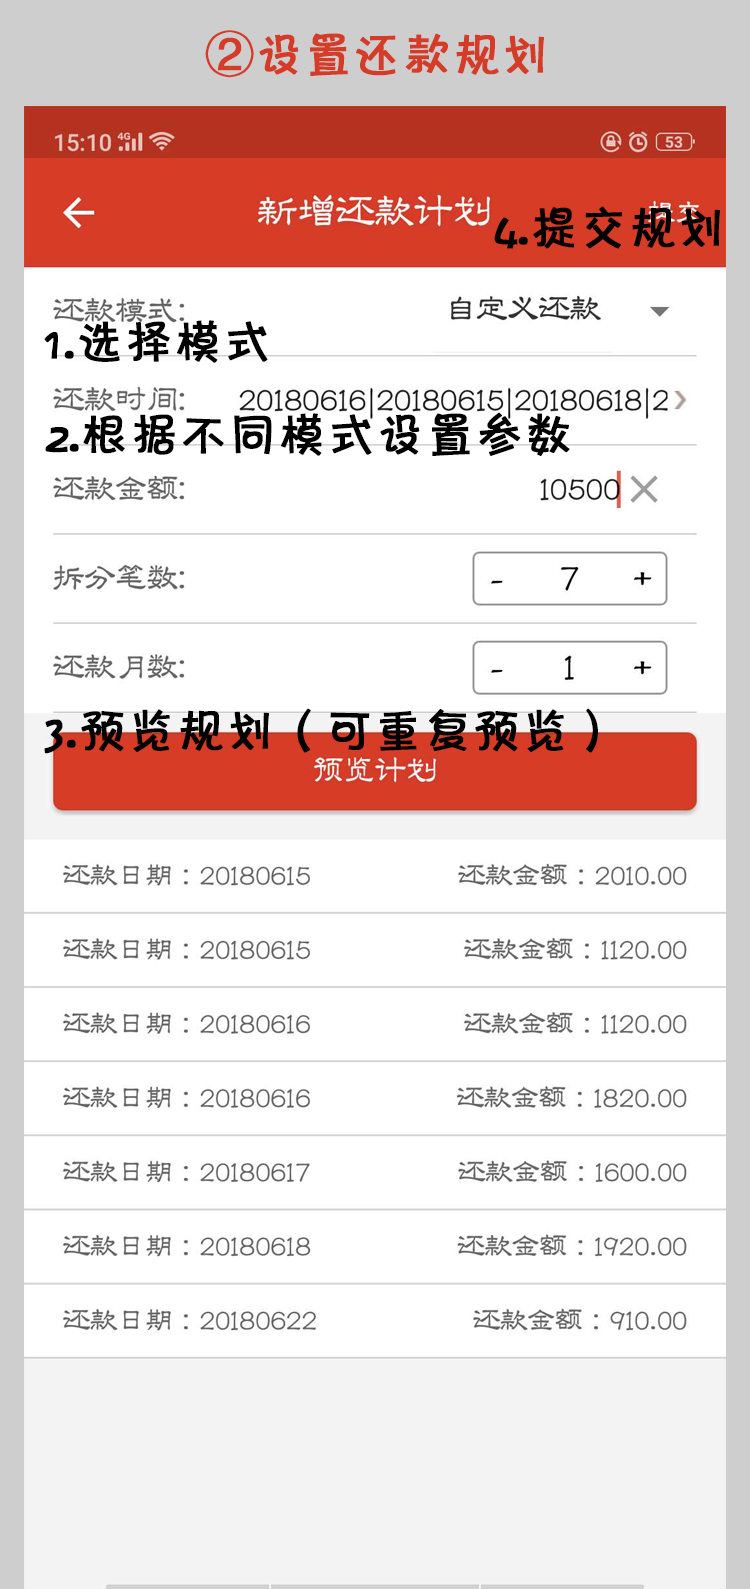 ②设置还款规划
15:10 4G 53
新增还款计划 提交
4.提交规划
还款模式: 自定义还款
1.选择模式
还款时间: 20180616|20180615|20180618|2
2.根据不同模式设置参数
还款金额: 10500
拆分笔数: - 7 +
还款月数: - 1 +
3.预览规划（可重复预览）
预览计划
还款日期：20180615 还款金额：2010.00
还款日期：20180615 还款金额：1120.00
还款日期：20180616 还款金额：1120.00
还款日期：20180616 还款金额：1820.00
还款日期：20180617 还款金额：1600.00
还款日期：20180618 还款金额：1920.00
还款日期：20180622 还款金额：910.00